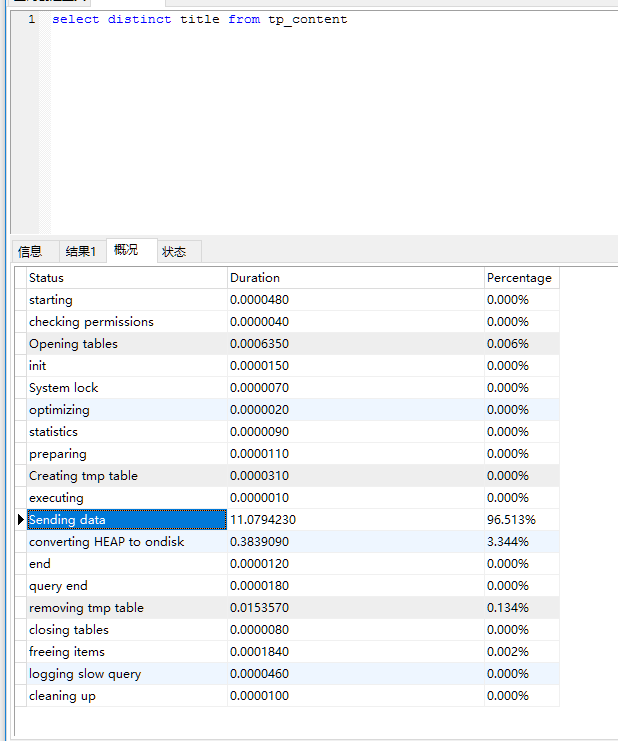 1 select distinct title from tp_content
信息 结果1 概况 状态
Status Duration Percentage
starting 0.0000480 0.000%
checking permissions 0.0000040 0.000%
Opening tables 0.0006350 0.006%
init 0.0000150 0.000%
System lock 0.0000070 0.000%
optimizing 0.0000020 0.000%
statistics 0.0000090 0.000%
preparing 0.0000110 0.000%
Creating tmp table 0.0000310 0.000%
executing 0.0000010 0.000%
Sending data 11.0794230 96.513%
converting HEAP to ondisk 0.3839090 3.344%
end 0.0000120 0.000%
query end 0.0000180 0.000%
removing tmp table 0.0153570 0.134%
closing tables 0.0000080 0.000%
freeing items 0.0001840 0.002%
logging slow query 0.0000460 0.000%
cleaning up 0.0000100 0.000%